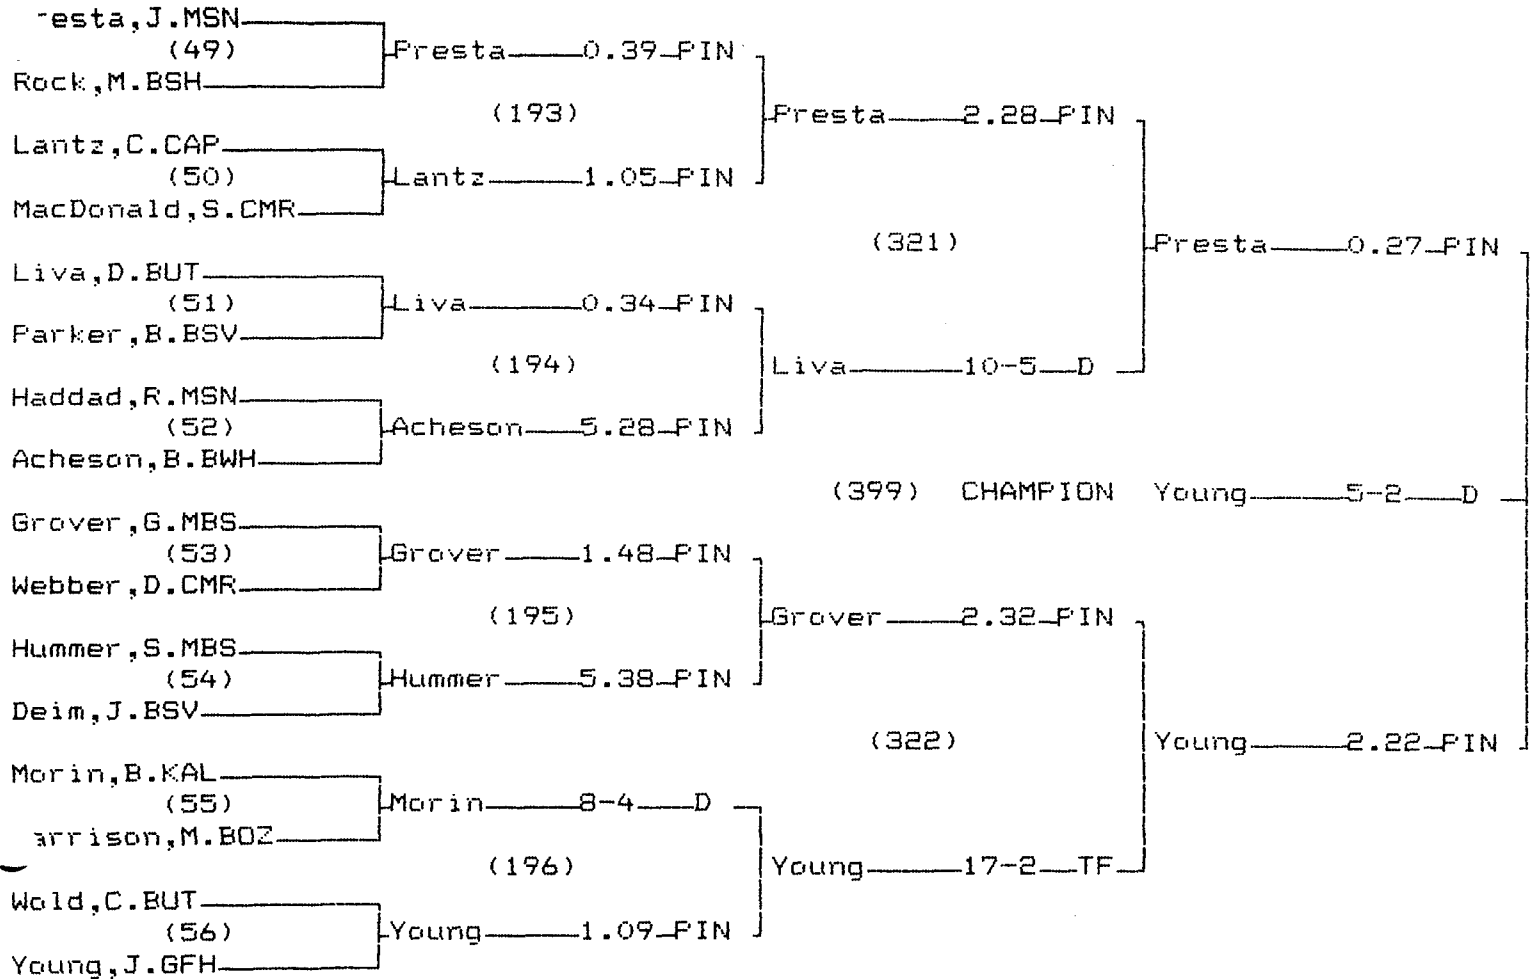 esta,J.MSN
(49) Presta 0.39 PIN
Rock,M.BSH
(193) Presta 2.28 PIN
Lantz,C.CAP
(50) Lantz 1.05 PIN
MacDonald,S.CMR
(321) Presta 0.27 PIN
Liva,D.BUT
(51) Liva 0.34 PIN
Parker,B.BSV
(194) Liva 10-5 D
Haddad,R.MSN
(52) Acheson 5.28 PIN
Acheson,B.BWH
(399) CHAMPION Young 5-2 D
Grover,G.MBS
(53) Grover 1.48 PIN
Webber,D.CMR
(195) Grover 2.32 PIN
Hummer,S.MBS
(54) Hummer 5.38 PIN
Deim,J.BSV
(322) Young 2.22 PIN
Morin,B.KAL
(55) Morin 8-4 D
arrison,M.BOZ
(196) Young 17-2 TF
Wold,C.BUT
(56) Young 1.09 PIN
Young,J.GFH